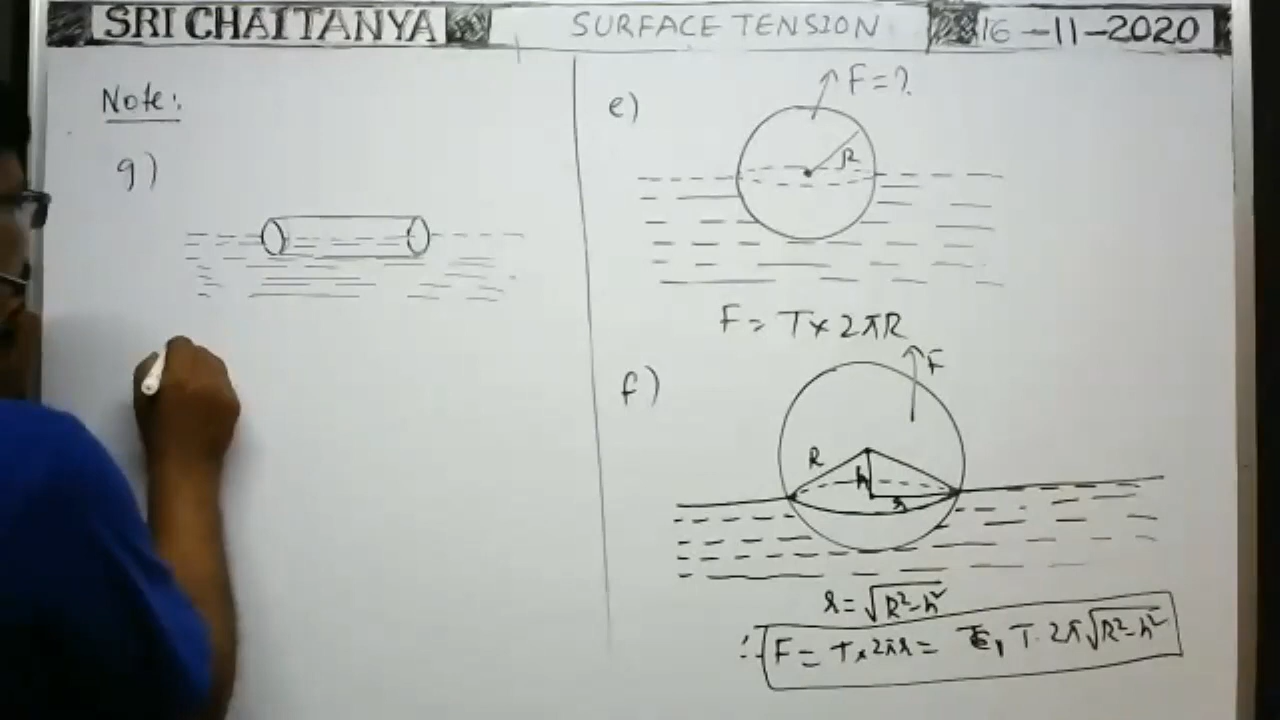 SRI CHAITANYA
SURFACE TENSION
16-11-2020
Note:
g)
e)
F=?
R
F= T×2πR
f)
F
R
h
r
r=√R²-h²
∴ F = T×2πr = T.2π√R²-h²